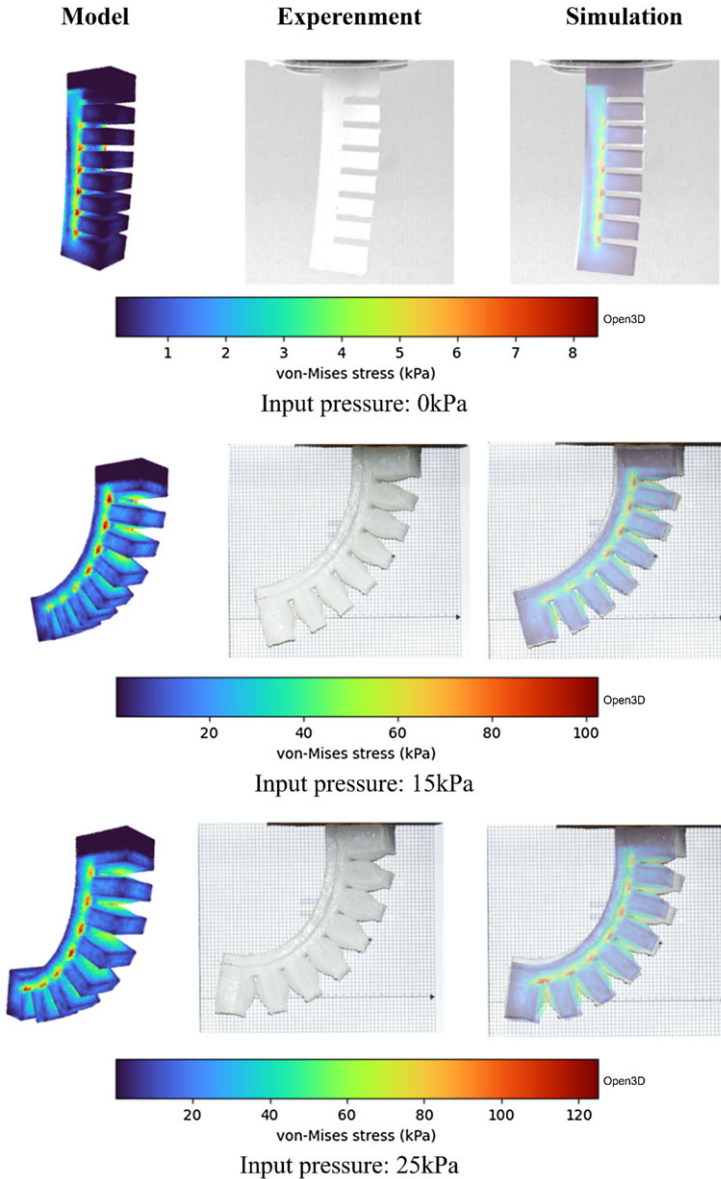 Model Experenment Simulation
Open3D
1 2 3 4 5 6 7 8
von-Mises stress (kPa)
Input pressure: 0kPa
Open3D
20 40 60 80 100
von-Mises stress (kPa)
Input pressure: 15kPa
Open3D
20 40 60 80 100 120
von-Mises stress (kPa)
Input pressure: 25kPa